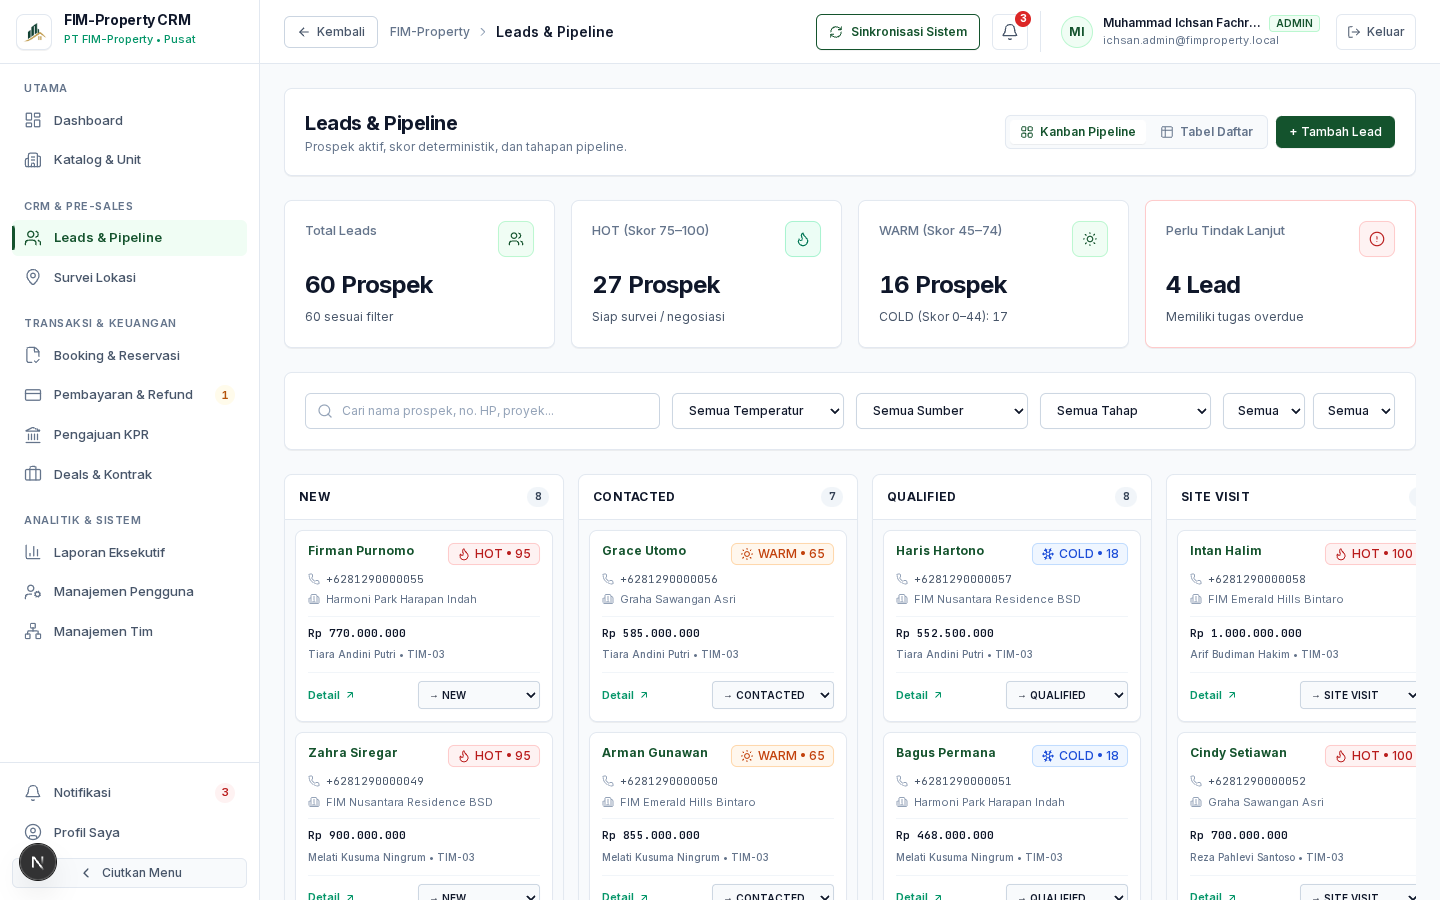 FIM-Property CRM
PT FIM-Property • Pusat
UTAMA
Dashboard
Katalog & Unit
CRM & PRE-SALES
Leads & Pipeline
Survei Lokasi
TRANSAKSI & KEUANGAN
Booking & Reservasi
Pembayaran & Refund 1
Pengajuan KPR
Deals & Kontrak
ANALITIK & SISTEM
Laporan Eksekutif
Manajemen Pengguna
Manajemen Tim
Notifikasi 3
Profil Saya
N
Ciutkan Menu
Kembali FIM-Property Leads & Pipeline
Sinkronisasi Sistem 3 MI Muhammad Ichsan Fachr... ADMIN
ichsan.admin@fimproperty.local
Keluar
Leads & Pipeline
Prospek aktif, skor deterministik, dan tahapan pipeline.
Kanban Pipeline Tabel Daftar + Tambah Lead
Total Leads
60 Prospek
60 sesuai filter
HOT (Skor 75–100)
27 Prospek
Siap survei / negosiasi
WARM (Skor 45–74)
16 Prospek
COLD (Skor 0–44): 17
Perlu Tindak Lanjut
4 Lead
Memiliki tugas overdue
Cari nama prospek, no. HP, proyek... Semua Temperatur Semua Sumber Semua Tahap Semua Semua
NEW 8
Firman Purnomo HOT • 95
+6281290000055
Harmoni Park Harapan Indah
Rp 770.000.000
Tiara Andini Putri • TIM-03
Detail ↗ → NEW
Zahra Siregar HOT • 95
+6281290000049
FIM Nusantara Residence BSD
Rp 900.000.000
Melati Kusuma Ningrum • TIM-03
Detail ↗ → NEW
CONTACTED 7
Grace Utomo WARM • 65
+6281290000056
Graha Sawangan Asri
Rp 585.000.000
Tiara Andini Putri • TIM-03
Detail ↗ → CONTACTED
Arman Gunawan WARM • 65
+6281290000050
FIM Emerald Hills Bintaro
Rp 855.000.000
Melati Kusuma Ningrum • TIM-03
Detail ↗ → CONTACTED
QUALIFIED 8
Haris Hartono COLD • 18
+6281290000057
FIM Nusantara Residence BSD
Rp 552.500.000
Tiara Andini Putri • TIM-03
Detail ↗ → QUALIFIED
Bagus Permana COLD • 18
+6281290000051
Harmoni Park Harapan Indah
Rp 468.000.000
Melati Kusuma Ningrum • TIM-03
Detail ↗ → QUALIFIED
SITE VISIT
Intan Halim HOT • 100
+6281290000058
FIM Emerald Hills Bintaro
Rp 1.000.000.000
Arif Budiman Hakim • TIM-03
Detail ↗ → SITE VISIT
Cindy Setiawan HOT • 100
+6281290000052
Graha Sawangan Asri
Rp 700.000.000
Reza Pahlevi Santoso • TIM-03
Detail ↗ → SITE VISIT